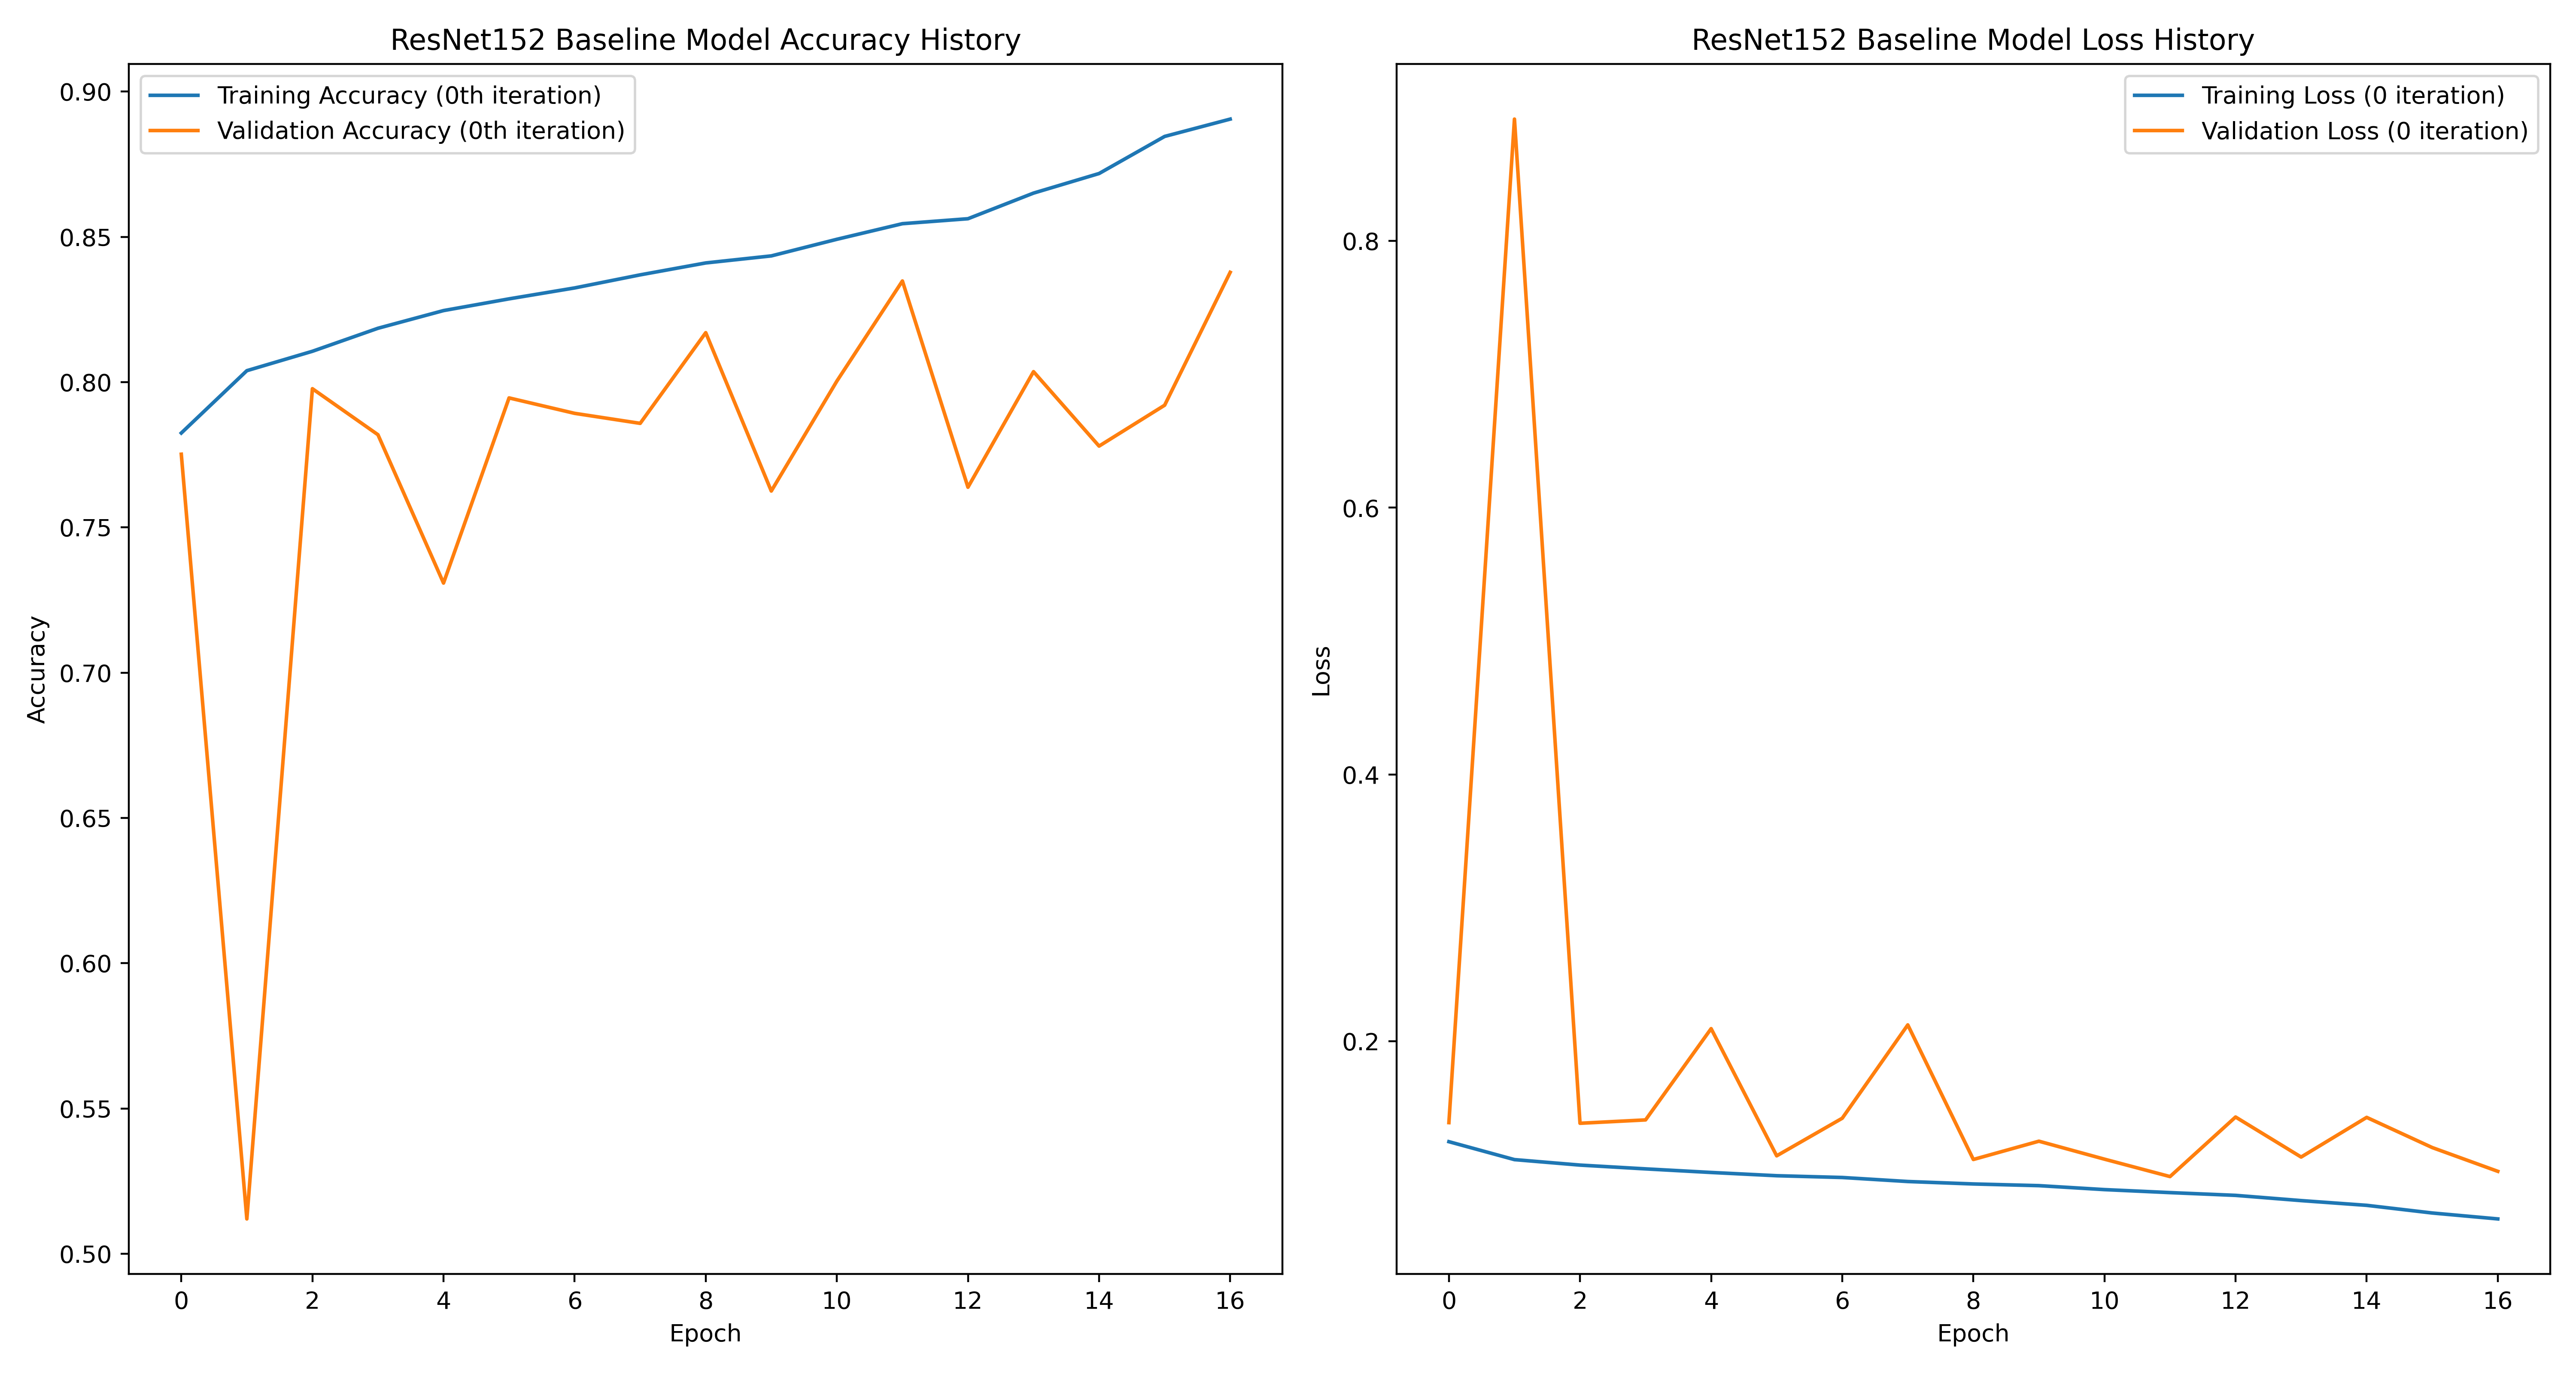 ResNet152 Baseline Model Accuracy History
Training Accuracy (0th iteration)
Validation Accuracy (0th iteration)
0.90
0.85
0.80
0.75
0.70
0.65
0.60
0.55
0.50
Accuracy
0 2 4 6 8 10 12 14 16
Epoch
ResNet152 Baseline Model Loss History
Training Loss (0 iteration)
Validation Loss (0 iteration)
0.8
0.6
0.4
0.2
Loss
0 2 4 6 8 10 12 14 16
Epoch